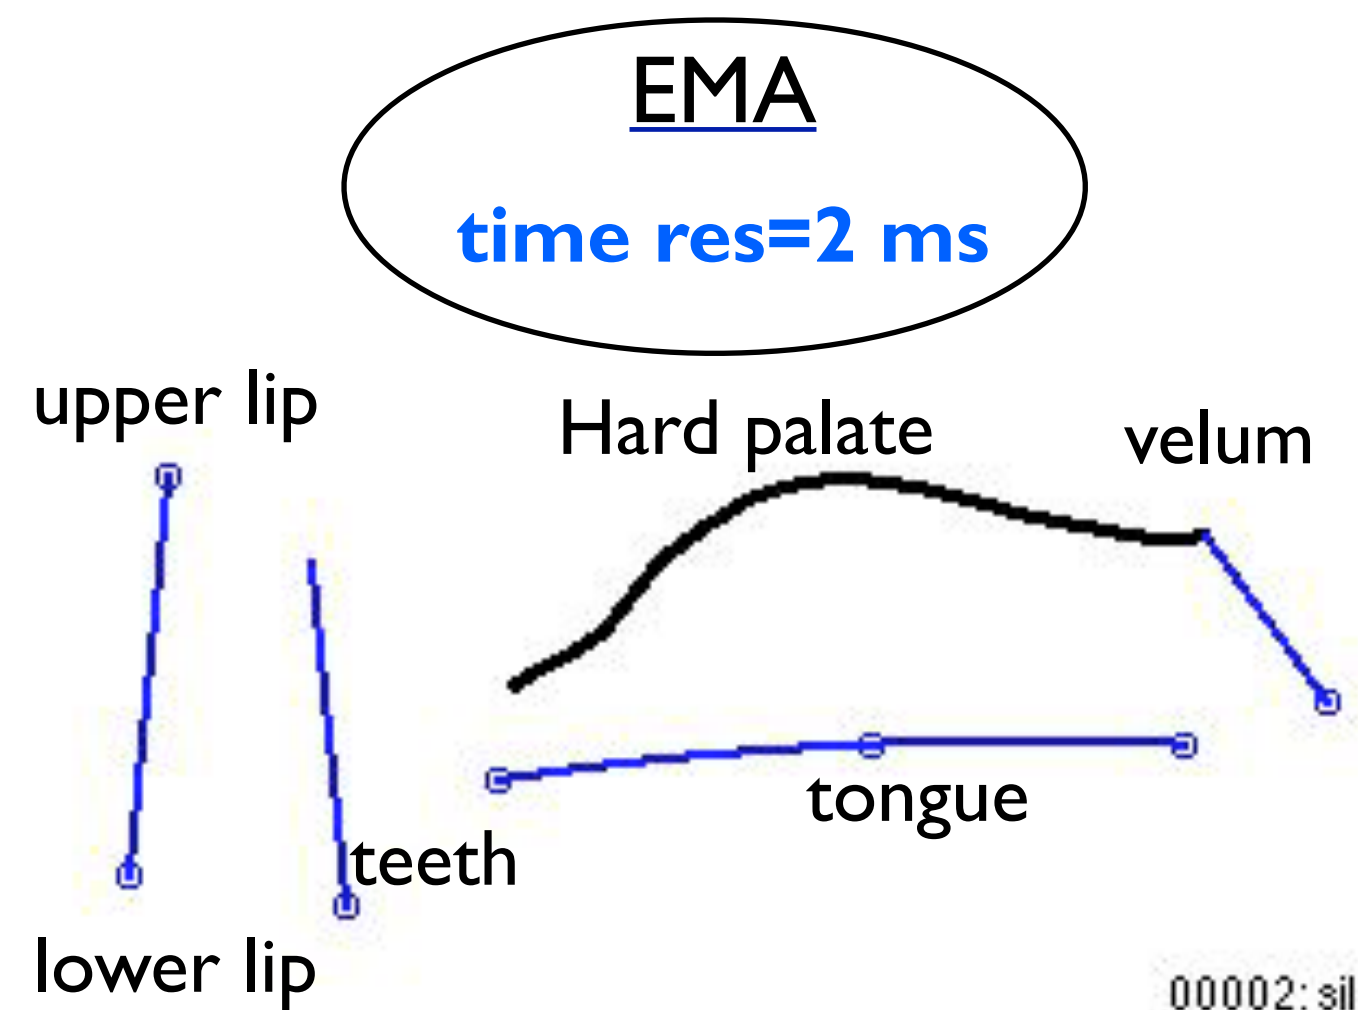 EMA
time res=2 ms
upper lip
Hard palate
velum
tongue
teeth
lower lip
00002: sil